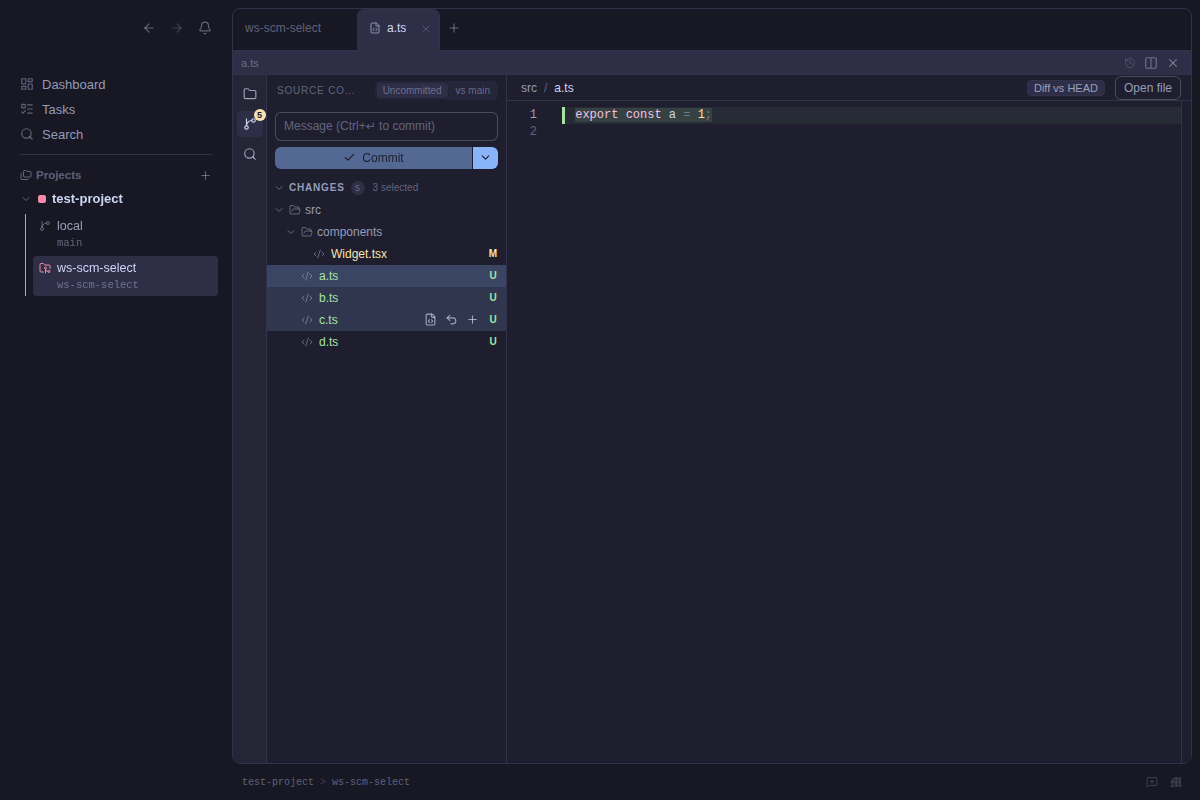 ws-scm-select
a.ts
a.ts
Dashboard
Tasks
Search
Projects
test-project
local
main
ws-scm-select
ws-scm-select
5
SOURCE CO...
Uncommitted
vs main
Message (Ctrl+↵ to commit)
Commit
CHANGES 5 3 selected
src
components
Widget.tsx M
a.ts U
b.ts U
c.ts U
d.ts U
src / a.ts
Diff vs HEAD
Open file
1 export const a = 1;
2
test-project > ws-scm-select